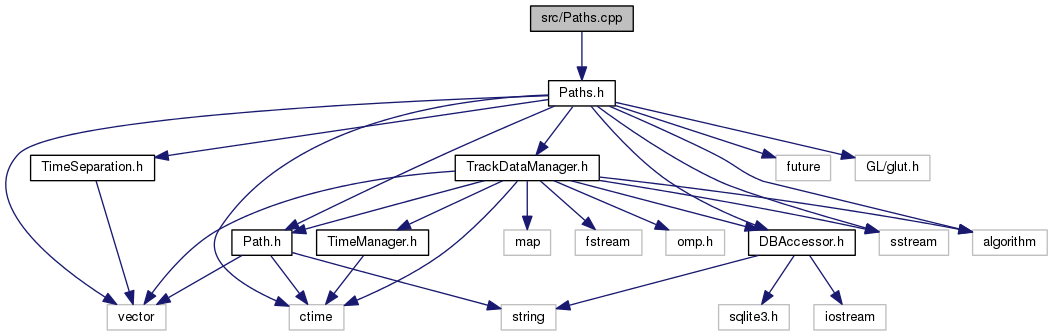 src/Paths.cpp
Paths.h
TimeSeparation.h
TrackDataManager.h
future
GL/glut.h
Path.h
TimeManager.h
map
fstream
omp.h
DBAccessor.h
sstream
algorithm
vector
ctime
string
sqlite3.h
iostream